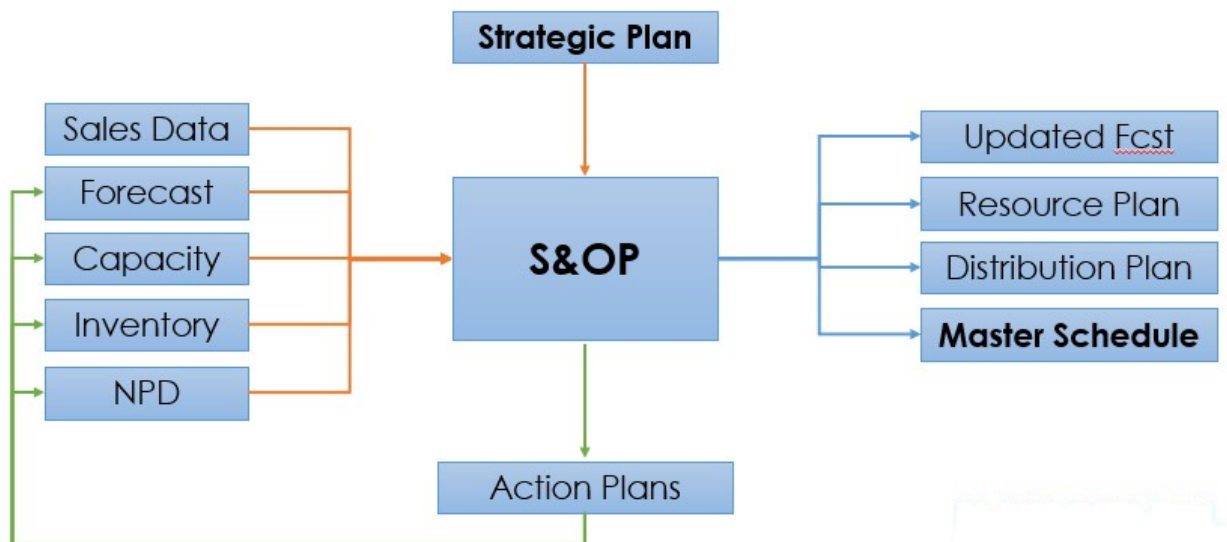 Strategic Plan
Sales Data
Forecast
Capacity
Inventory
NPD
S&OP
Updated Fcst
Resource Plan
Distribution Plan
Master Schedule
Action Plans